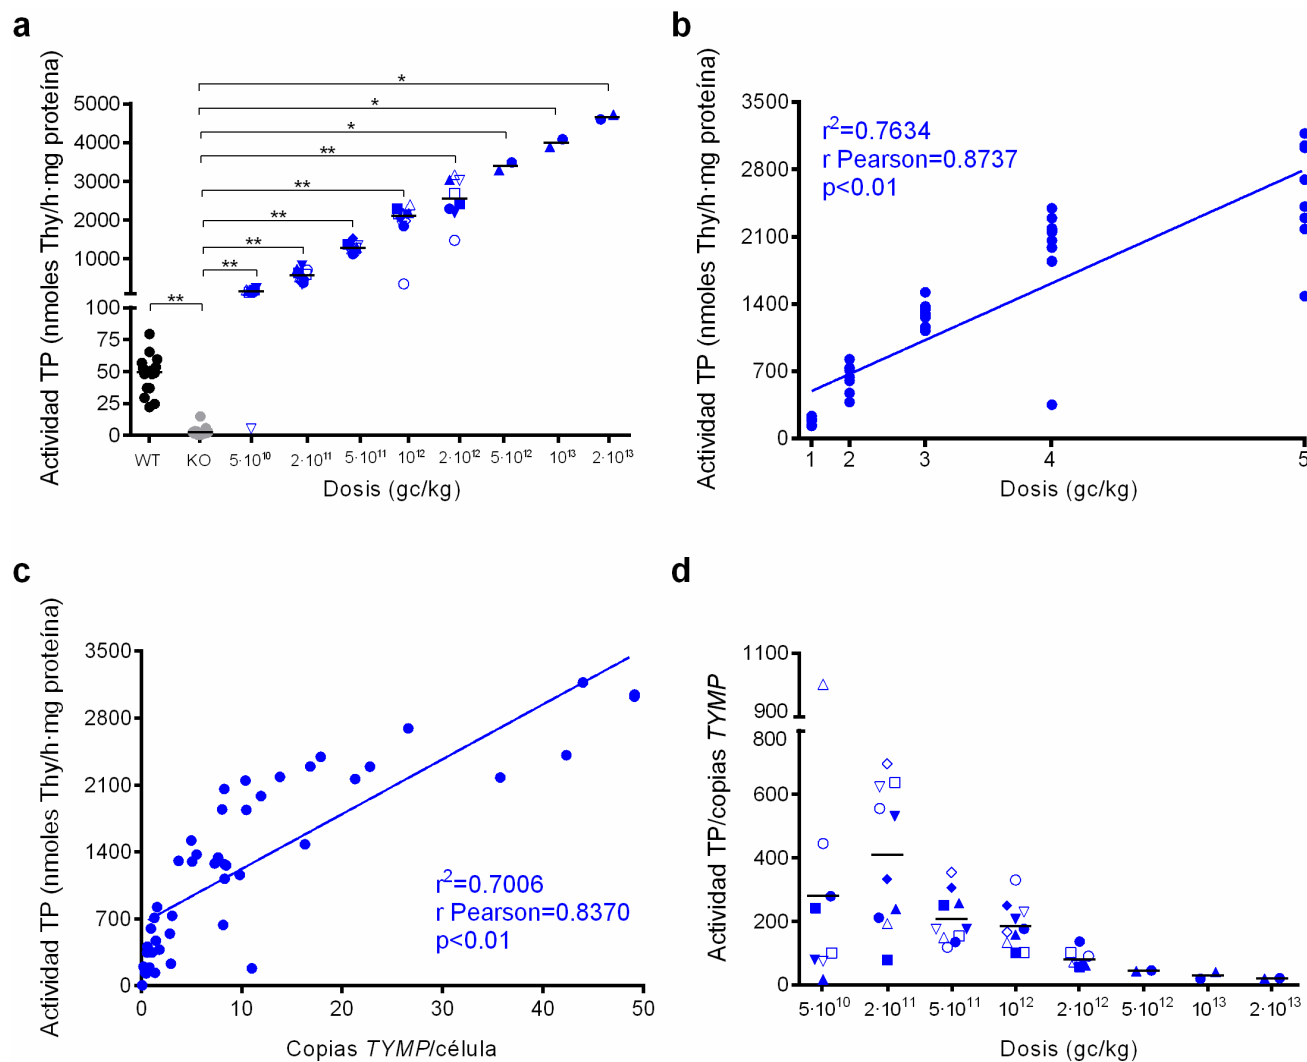 a
Actividad TP (nmoles Thy/h·mg proteína)
5000
4000
3000
2000
1000
100
75
50
25
0
*
*
*
**
**
**
**
**
**
WT KO 5·10¹⁰ 2·10¹¹ 5·10¹¹ 10¹² 2·10¹² 5·10¹² 10¹³ 2·10¹³
Dosis (gc/kg)
b
Actividad TP (nmoles Thy/h·mg proteína)
3500
2800
2100
1400
700
0
r²=0.7634
r Pearson=0.8737
p<0.01
1 2 3 4 5
Dosis (gc/kg)
c
Actividad TP (nmoles Thy/h·mg proteína)
3500
2800
2100
1400
700
0
r²=0.7006
r Pearson=0.8370
p<0.01
0 10 20 30 40 50
Copias TYMP/célula
d
Actividad TP/copias TYMP
1100
900
800
600
400
200
0
5·10¹⁰ 2·10¹¹ 5·10¹¹ 10¹² 2·10¹² 5·10¹² 10¹³ 2·10¹³
Dosis (gc/kg)